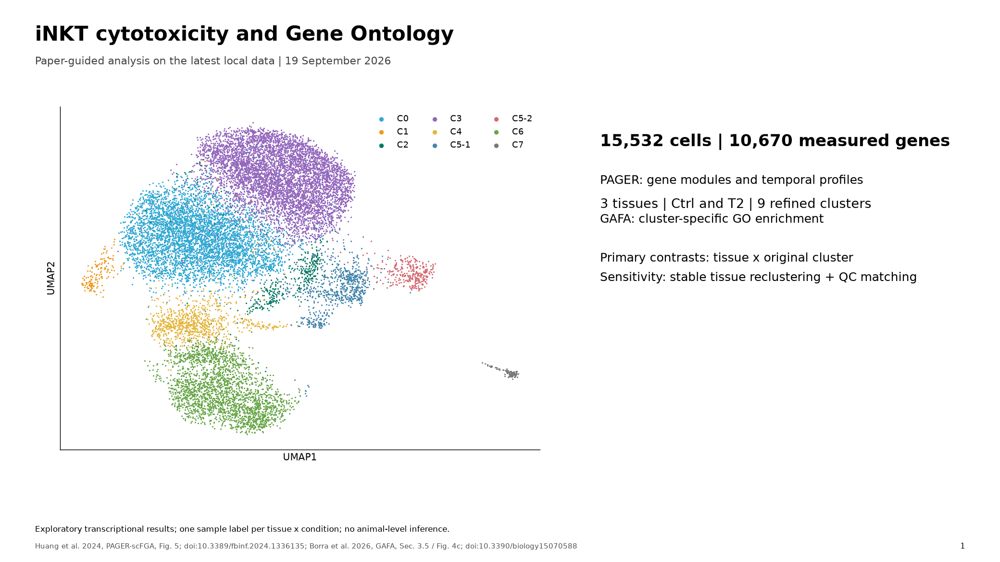 iNKT cytotoxicity and Gene Ontology
Paper-guided analysis on the latest local data | 19 September 2026
C0
C3
C5-2
C1
C4
C6
C2
C5-1
C7
UMAP2
UMAP1
15,532 cells | 10,670 measured genes
PAGER: gene modules and temporal profiles
3 tissues | Ctrl and T2 | 9 refined clusters
GAFA: cluster-specific GO enrichment
Primary contrasts: tissue x original cluster
Sensitivity: stable tissue reclustering + QC matching
Exploratory transcriptional results; one sample label per tissue x condition; no animal-level inference.
Huang et al. 2024, PAGER-scFGA, Fig. 5; doi:10.3389/fbinf.2024.1336135; Borra et al. 2026, GAFA, Sec. 3.5 / Fig. 4c; doi:10.3390/biology15070588
1